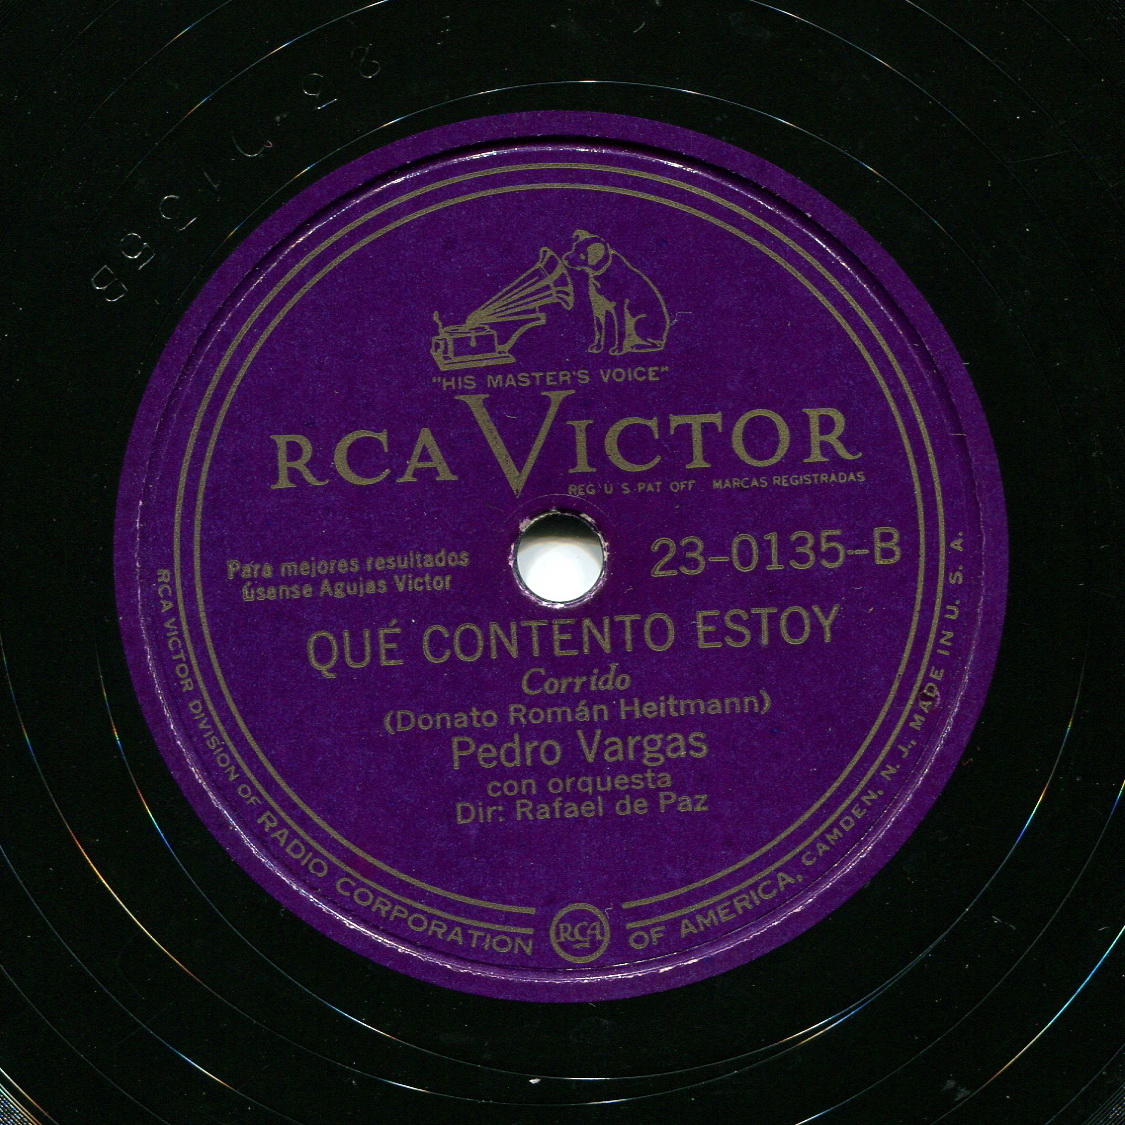 "HIS MASTER'S VOICE"
RCA VICTOR
REG. U. S. PAT. OFF. MARCAS REGISTRADAS
Para mejores resultados
úsense Agujas Victor
23-0135-B
QUÉ CONTENTO ESTOY
Corrido
(Donato Román Heitmann)
Pedro Vargas
con orquesta
Dir: Rafael de Paz
RCA VICTOR DIVISION OF RADIO CORPORATION OF AMERICA, CAMDEN, N. J., MADE IN U. S. A.
RCA